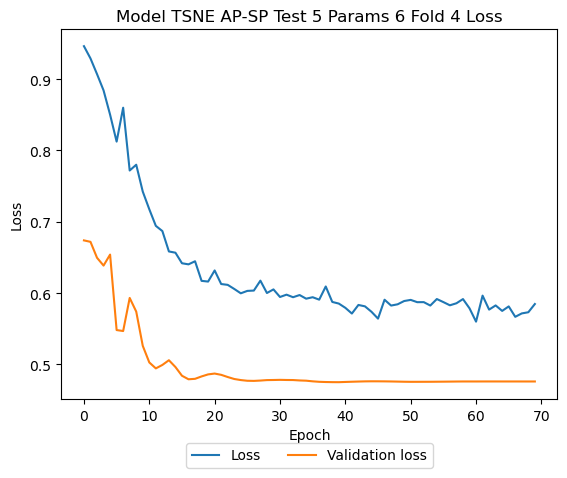 Model TSNE AP-SP Test 5 Params 6 Fold 4 Loss
Loss
0.9
0.8
0.7
0.6
0.5
0 10 20 30 40 50 60 70
Epoch
Loss Validation loss